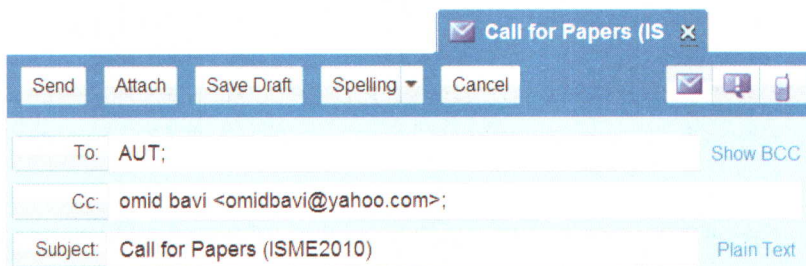 Call for Papers (IS
Send Attach Save Draft Spelling Cancel
To: AUT; Show BCC
Cc: omid bavi <omidbavi@yahoo.com>;
Subject: Call for Papers (ISME2010) Plain Text